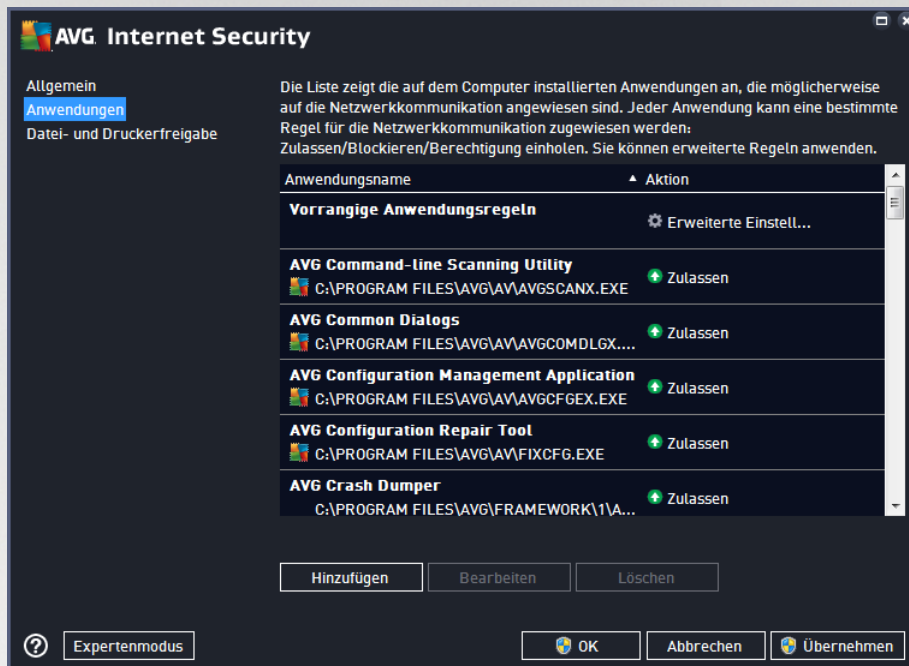 AVG. Internet Security
Allgemein
Anwendungen
Datei- und Druckerfreigabe
Die Liste zeigt die auf dem Computer installierten Anwendungen an, die möglicherweise
auf die Netzwerkkommunikation angewiesen sind. Jeder Anwendung kann eine bestimmte
Regel für die Netzwerkkommunikation zugewiesen werden:
Zulassen/Blockieren/Berechtigung einholen. Sie können erweiterte Regeln anwenden.
Anwendungsname Aktion
Vorrangige Anwendungsregeln
Erweiterte Einstell...
AVG Command-line Scanning Utility
C:\PROGRAM FILES\AVG\AV\AVGSCANX.EXE
Zulassen
AVG Common Dialogs
C:\PROGRAM FILES\AVG\AV\AVGCOMDLGX....
Zulassen
AVG Configuration Management Application
C:\PROGRAM FILES\AVG\AV\AVGCFGEX.EXE
Zulassen
AVG Configuration Repair Tool
C:\PROGRAM FILES\AVG\AV\FIXCFG.EXE
Zulassen
AVG Crash Dumper
C:\PROGRAM FILES\AVG\FRAMEWORK\1\A...
Zulassen
Hinzufügen Bearbeiten Löschen
? Expertenmodus OK Abbrechen Übernehmen